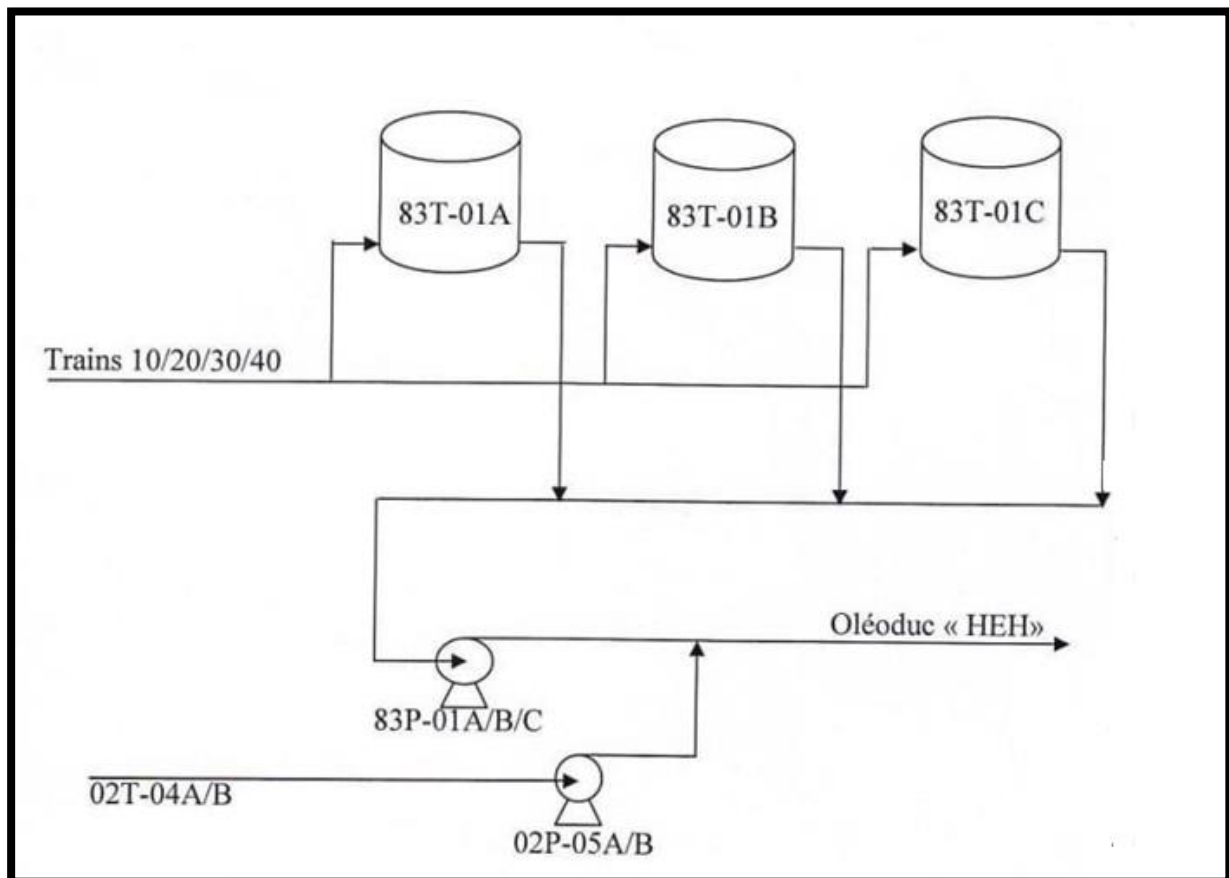 83T-01A
83T-01B
83T-01C
Trains 10/20/30/40
Oléoduc « HEH»
83P-01A/B/C
02T-04A/B
02P-05A/B